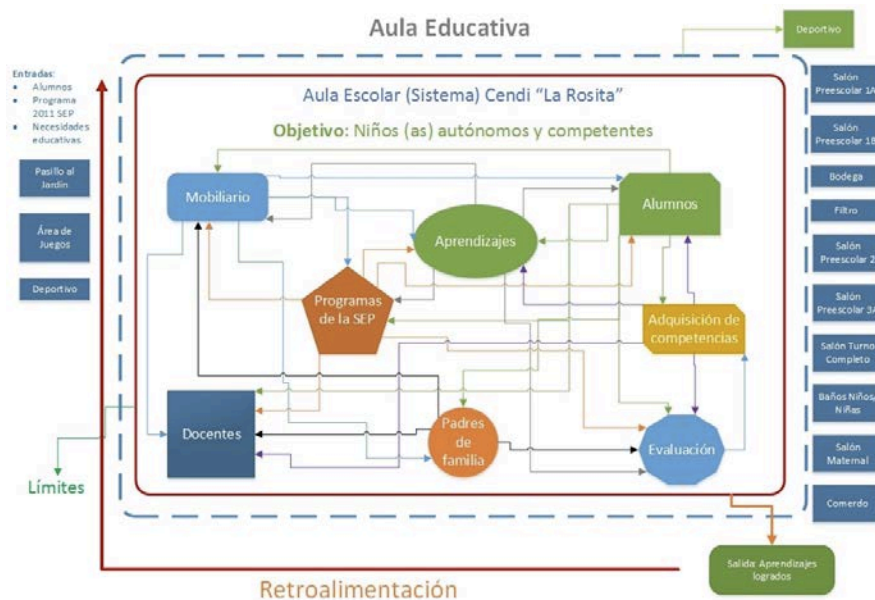 Aula Educativa
Deportivo
Entradas:
Alumnos
Programa
2011 SEP
Necesidades
educativas
Pasillo al
Jardín
Área de
Juegos
Deportivo
Aula Escolar (Sistema) Cendi "La Rosita"
Objetivo: Niños (as) autónomos y competentes
Mobiliario
Aprendizajes
Alumnos
Programas
de la SEP
Adquisición de
competencias
Docentes
Padres
de
familia
Evaluación
Salón
Preescolar 1A
Salón
Preescolar 1B
Bodega
Filtro
Salón
Preescolar 2
Salón
Preescolar 3A
Salón Turno
Completo
Baños Niños/
Niñas
Salón
Maternal
Comerdo
Límites
Salida: Aprendizajes
logrados
Retroalimentación